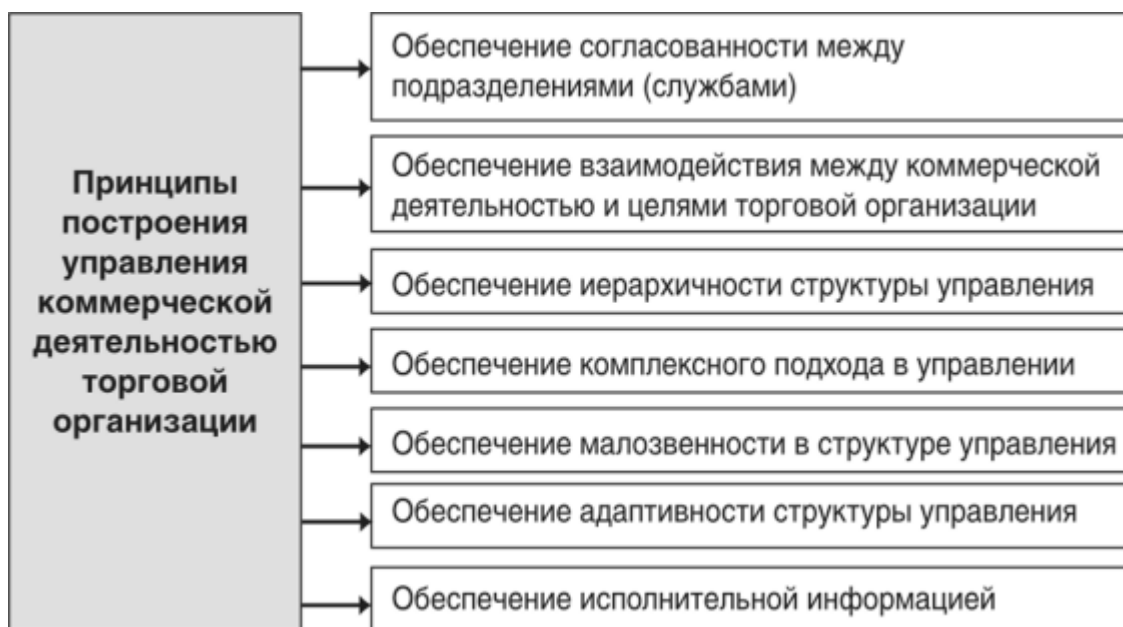 Принципы
построения
управления
коммерческой
деятельностью
торговой
организации
Обеспечение согласованности между
подразделениями (службами)
Обеспечение взаимодействия между коммерческой
деятельностью и целями торговой организации
Обеспечение иерархичности структуры управления
Обеспечение комплексного подхода в управлении
Обеспечение малозвенности в структуре управления
Обеспечение адаптивности структуры управления
Обеспечение исполнительной информацией